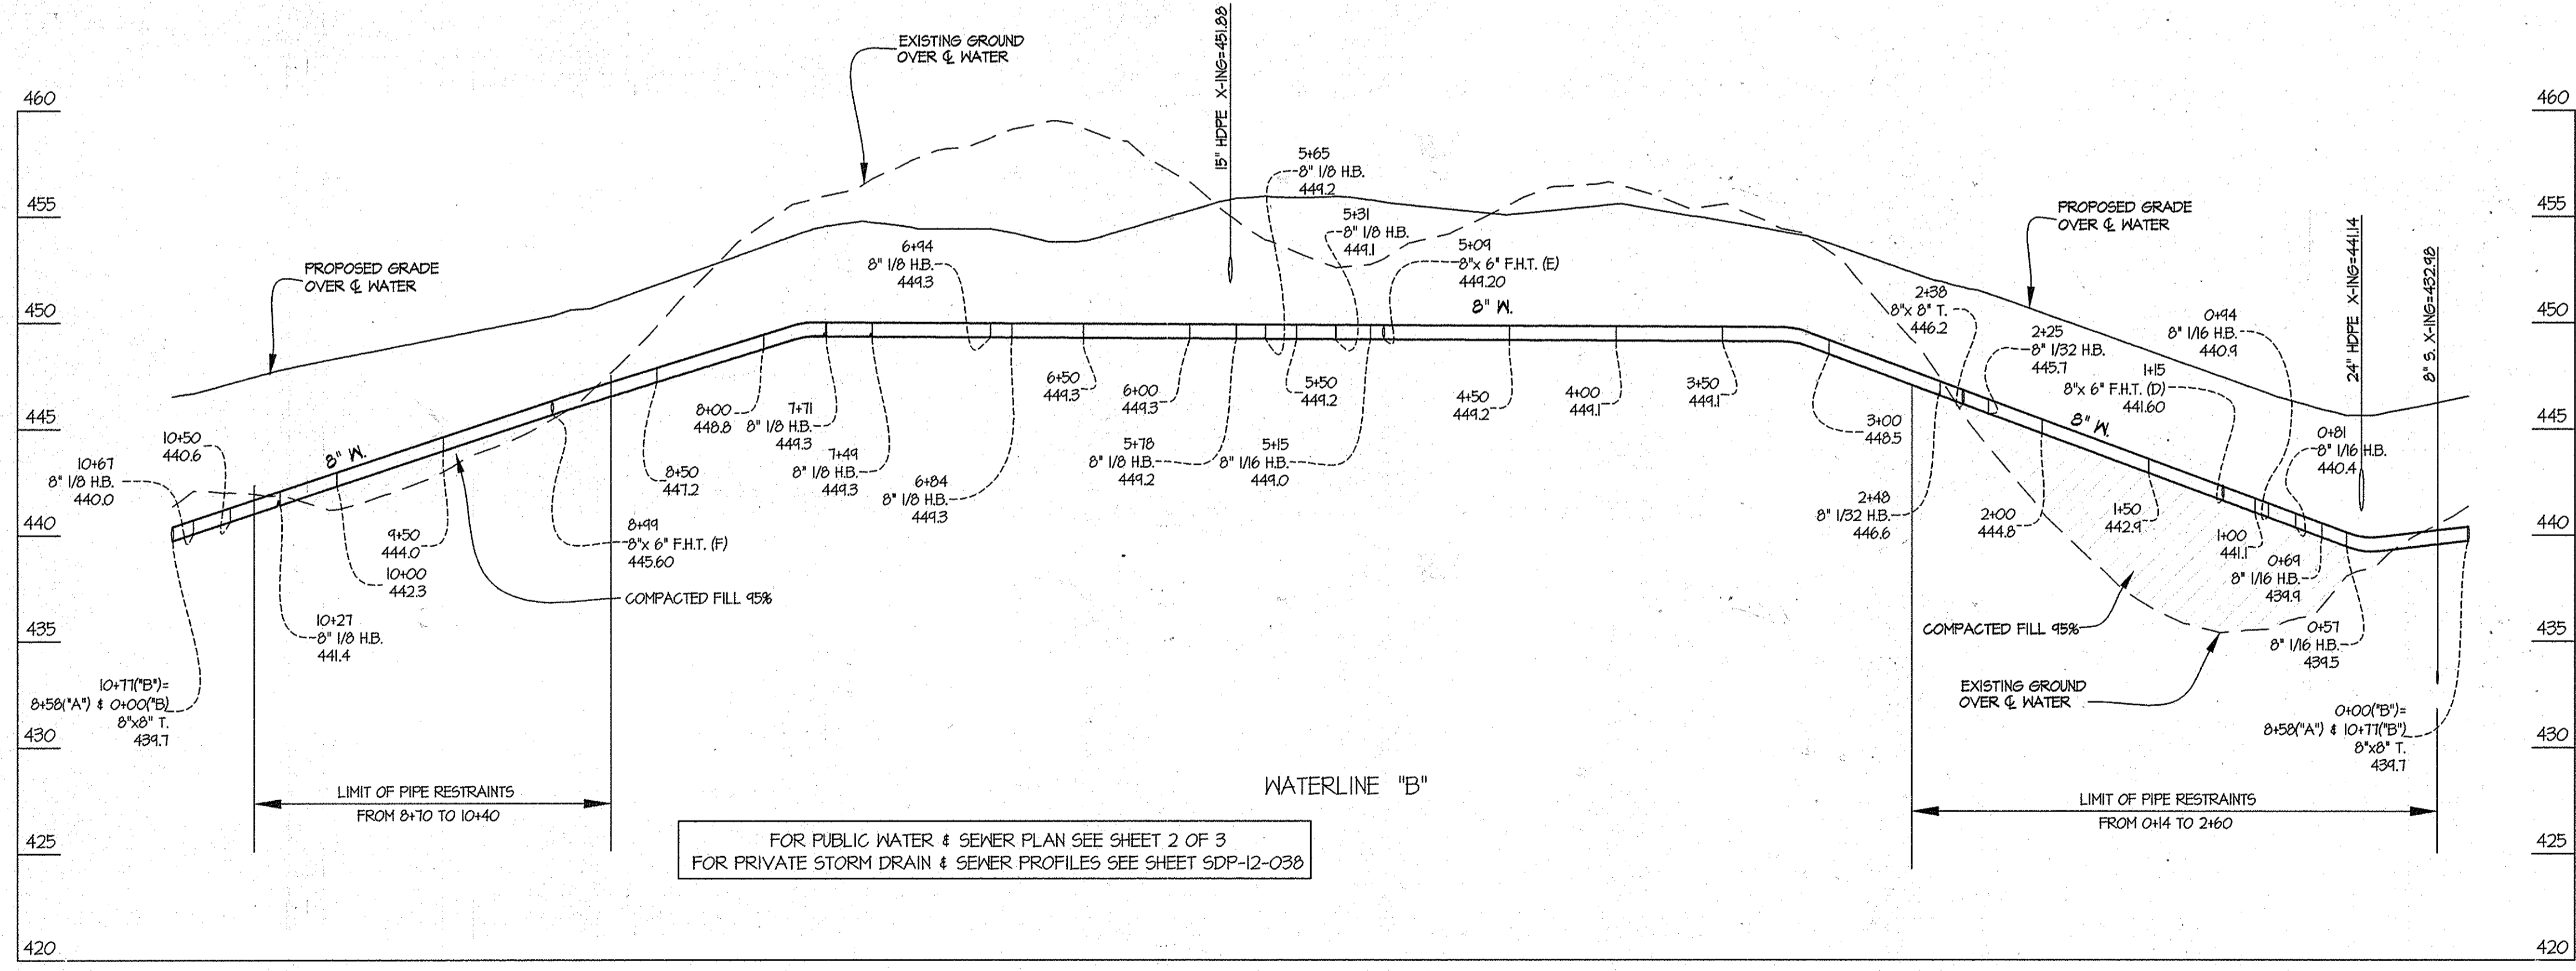 EXISTING GROUND
OVER ℄ WATER
15" HDPE X-ING=451.88
460
460
5+65
8" 1/8 H.B.
449.2
455
455
5+31
8" 1/8 H.B.
449.1
5+09
8"x 6" F.H.T. (E)
449.20
6+94
8" 1/8 H.B.
449.3
PROPOSED GRADE
OVER ℄ WATER
PROPOSED GRADE
OVER ℄ WATER
24" HDPE X-ING=441.14
8" S. X-ING=432.98
450
450
8" W.
2+38
8"x 8" T.
446.2
2+25
8" 1/32 H.B.
445.7
0+94
8" 1/16 H.B.
440.9
1+15
8"x 6" F.H.T. (D)
441.60
445
445
8" W.
8" W.
10+67
8" 1/8 H.B.
440.0
10+50
440.6
10+27
8" 1/8 H.B.
441.4
10+00
442.3
9+50
444.0
8+99
8"x 6" F.H.T. (F)
445.60
8+50
447.2
8+00
448.8
7+71
8" 1/8 H.B.
449.3
7+49
8" 1/8 H.B.
449.3
6+84
8" 1/8 H.B.
449.3
6+50
449.3
6+00
449.3
5+78
8" 1/8 H.B.
449.2
5+50
449.2
5+15
8" 1/16 H.B.
449.0
4+50
449.2
4+00
449.1
3+50
449.1
3+00
448.5
2+48
8" 1/32 H.B.
446.6
2+00
444.8
1+50
442.9
1+00
441.1
0+81
8" 1/16 H.B.
440.4
0+69
8" 1/16 H.B.
439.9
0+57
8" 1/16 H.B.
439.5
440
440
COMPACTED FILL 95%
COMPACTED FILL 95%
435
435
EXISTING GROUND
OVER ℄ WATER
10+77("B")=
8+58("A") & 0+00("B)
8"x8" T.
439.7
0+00("B")=
8+58("A") & 10+77("B")
8"x8" T.
439.7
430
430
WATERLINE "B"
LIMIT OF PIPE RESTRAINTS
FROM 8+70 TO 10+40
LIMIT OF PIPE RESTRAINTS
FROM 0+14 TO 2+60
FOR PUBLIC WATER & SEWER PLAN SEE SHEET 2 OF 3
FOR PRIVATE STORM DRAIN & SEWER PROFILES SEE SHEET SDP-12-038
425
425
420
420